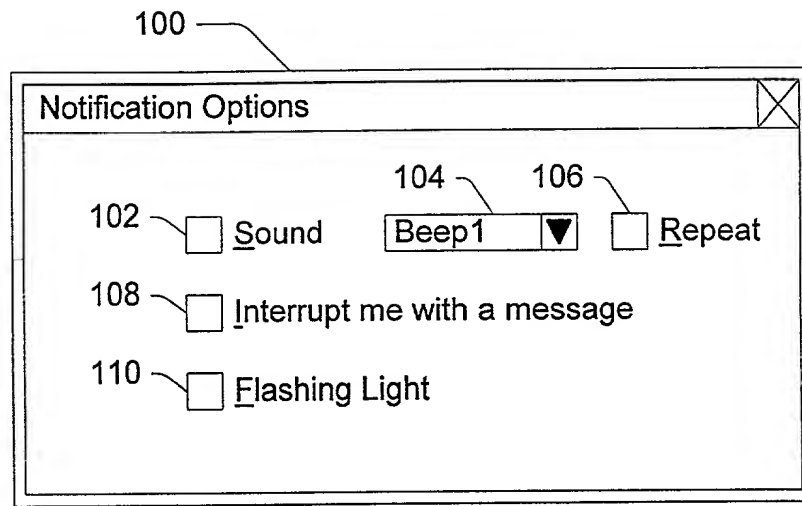 100
Notification Options
104 106
102 Sound Beep1 Repeat
108 Interrupt me with a message
110 Flashing Light